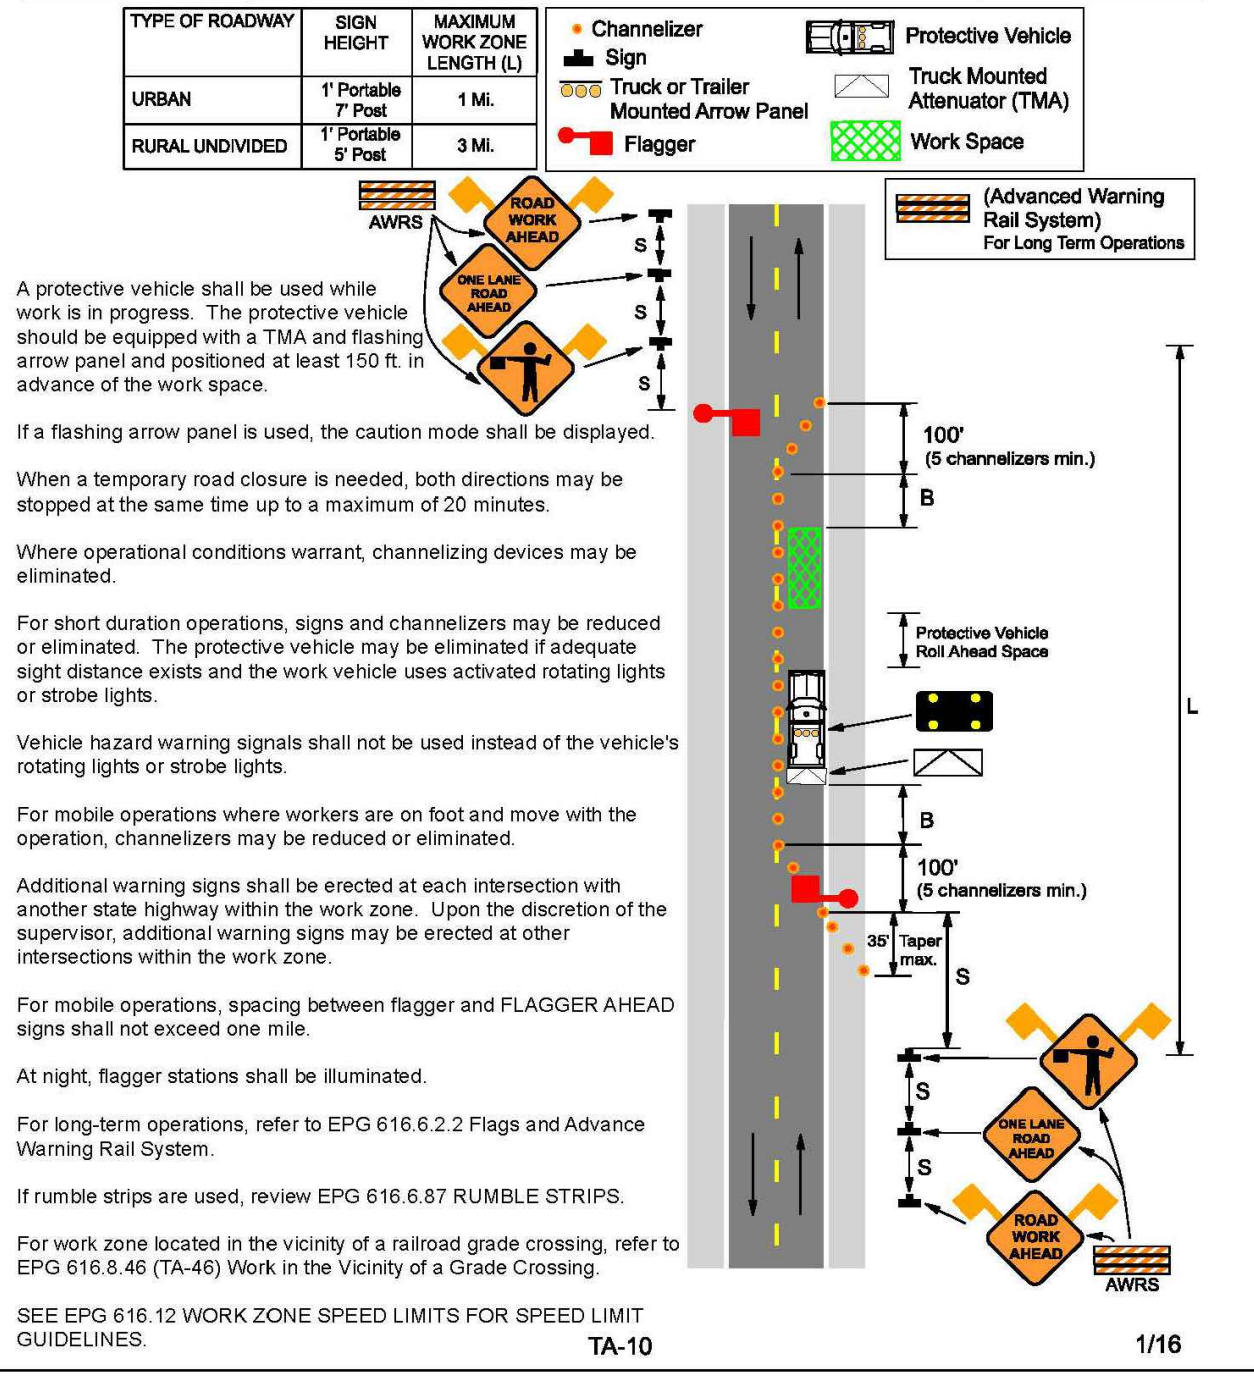 TYPE OF ROADWAY
SIGN
HEIGHT
MAXIMUM
WORK ZONE
LENGTH (L)
URBAN
1' Portable
7' Post
1 Mi.
RURAL UNDIVIDED
1' Portable
5' Post
3 Mi.
Channelizer
Sign
Truck or Trailer
Mounted Arrow Panel
Flagger
Protective Vehicle
Truck Mounted
Attenuator (TMA)
Work Space
(Advanced Warning
Rail System)
For Long Term Operations
AWRS
ROAD
WORK
AHEAD
ONE LANE
ROAD
AHEAD
S
S
S
A protective vehicle shall be used while
work is in progress. The protective vehicle
should be equipped with a TMA and flashing
arrow panel and positioned at least 150 ft. in
advance of the work space.
If a flashing arrow panel is used, the caution mode shall be displayed.
When a temporary road closure is needed, both directions may be
stopped at the same time up to a maximum of 20 minutes.
Where operational conditions warrant, channelizing devices may be
eliminated.
For short duration operations, signs and channelizers may be reduced
or eliminated. The protective vehicle may be eliminated if adequate
sight distance exists and the work vehicle uses activated rotating lights
or strobe lights.
Vehicle hazard warning signals shall not be used instead of the vehicle's
rotating lights or strobe lights.
For mobile operations where workers are on foot and move with the
operation, channelizers may be reduced or eliminated.
Additional warning signs shall be erected at each intersection with
another state highway within the work zone. Upon the discretion of the
supervisor, additional warning signs may be erected at other
intersections within the work zone.
For mobile operations, spacing between flagger and FLAGGER AHEAD
signs shall not exceed one mile.
At night, flagger stations shall be illuminated.
For long-term operations, refer to EPG 616.6.2.2 Flags and Advance
Warning Rail System.
If rumble strips are used, review EPG 616.6.87 RUMBLE STRIPS.
For work zone located in the vicinity of a railroad grade crossing, refer to
EPG 616.8.46 (TA-46) Work in the Vicinity of a Grade Crossing.
SEE EPG 616.12 WORK ZONE SPEED LIMITS FOR SPEED LIMIT
GUIDELINES.
100'
(5 channelizers min.)
B
Protective Vehicle
Roll Ahead Space
L
B
100'
(5 channelizers min.)
35' Taper
max.
S
S
S
ONE LANE
ROAD
AHEAD
ROAD
WORK
AHEAD
AWRS
TA-10
1/16